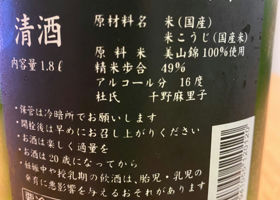 清酒
内容量 1.8ℓ
原材料名 米(国産)
米こうじ(国産米)
原料米 美山錦100%使用
精米歩合 49%
アルコール分 16度
杜氏 千野麻里子
・保管は冷暗所でお願いします
・開栓後は早めにお召し上がりください
・お酒は楽しく適量を
・お酒は20歳になってから
・妊娠中や授乳期の飲酒は、胎児・乳児の
発育に悪影響を与えるおそれがあります